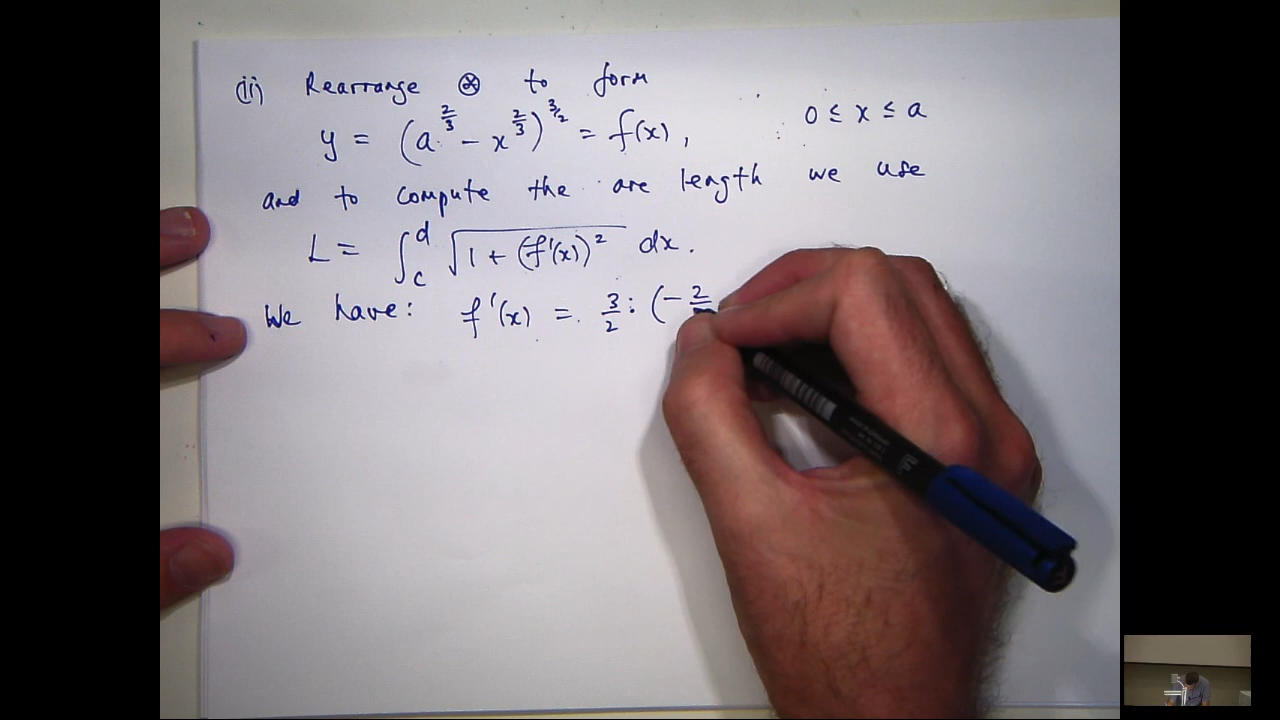 (ii) Rearrange ⊛ to form
y = (a^{2/3} - x^{2/3})^{3/2} = f(x), 0 ≤ x ≤ a
and to compute the arc length we use
L = ∫_c^d √(1 + (f'(x))^2) dx.
We have: f'(x) = 3/2 · (- 2